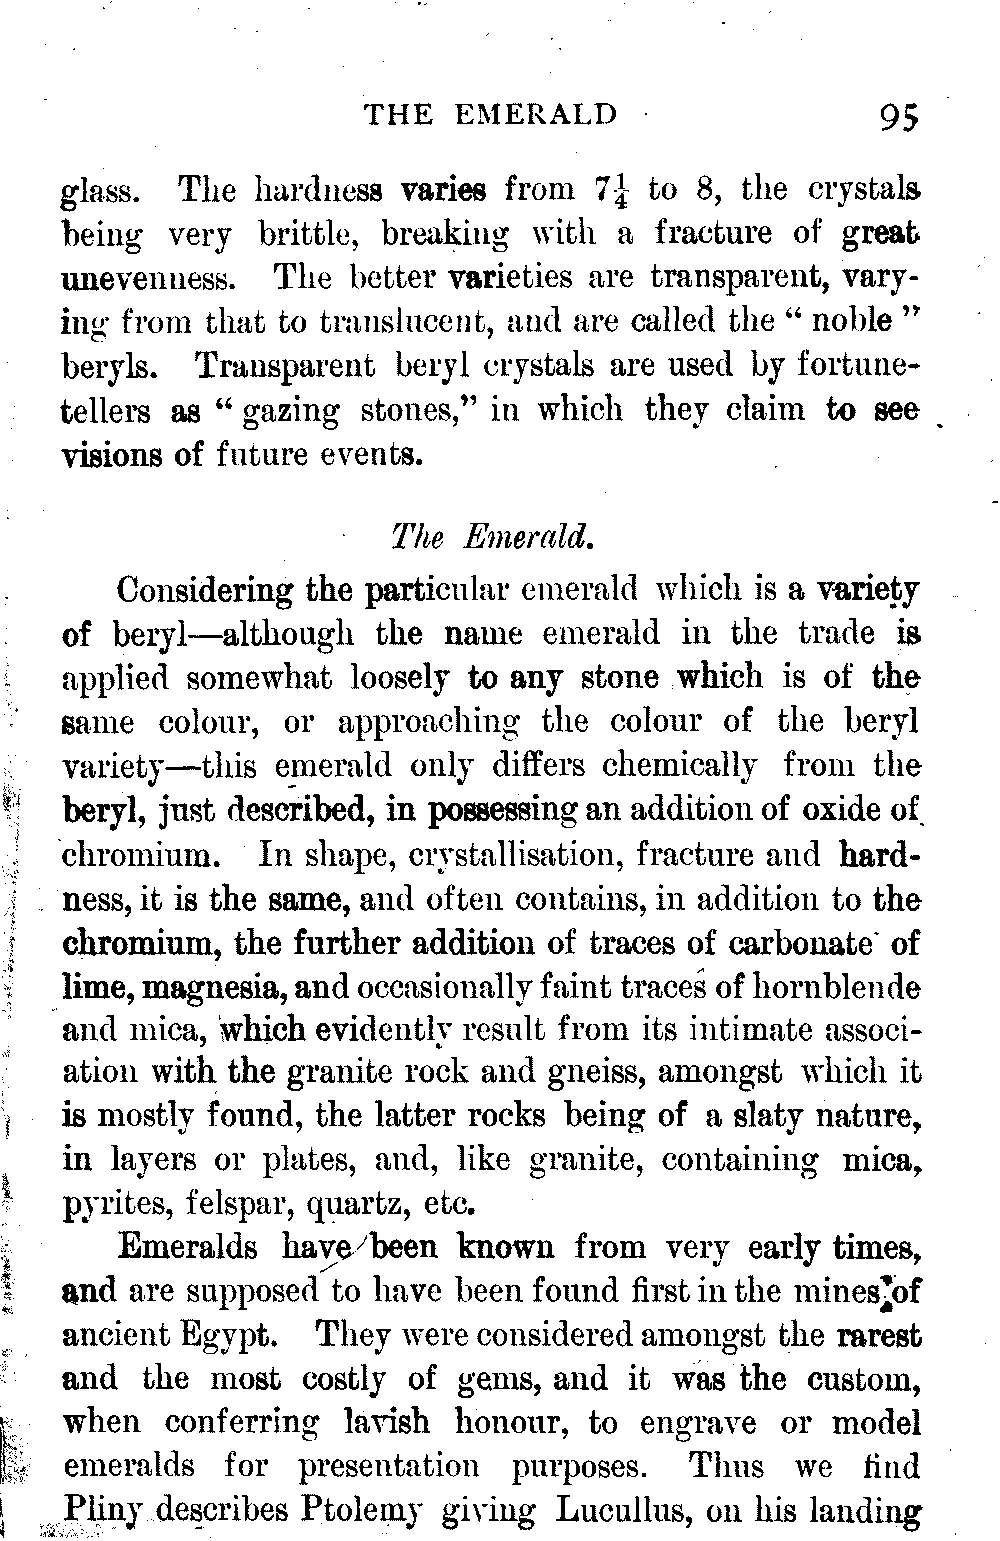 THE EMERALD 95
glass. The hardness varies from 7¼ to 8, the crystals
being very brittle, breaking with a fracture of great
unevenness. The better varieties are transparent, vary-
ing from that to translucent, and are called the “ noble ”
beryls. Transparent beryl crystals are used by fortune-
tellers as “ gazing stones,” in which they claim to see
visions of future events.
The Emerald.
Considering the particular emerald which is a variety
of beryl—although the name emerald in the trade is
applied somewhat loosely to any stone which is of the
same colour, or approaching the colour of the beryl
variety—this emerald only differs chemically from the
beryl, just described, in possessing an addition of oxide of
chromium. In shape, crystallisation, fracture and hard-
ness, it is the same, and often contains, in addition to the
chromium, the further addition of traces of carbonate of
lime, magnesia, and occasionally faint traces of hornblende
and mica, which evidently result from its intimate associ-
ation with the granite rock and gneiss, amongst which it
is mostly found, the latter rocks being of a slaty nature,
in layers or plates, and, like granite, containing mica,
pyrites, felspar, quartz, etc.
Emeralds have been known from very early times,
and are supposed to have been found first in the mines of
ancient Egypt. They were considered amongst the rarest
and the most costly of gems, and it was the custom,
when conferring lavish honour, to engrave or model
emeralds for presentation purposes. Thus we find
Pliny describes Ptolemy giving Lucullus, on his landing